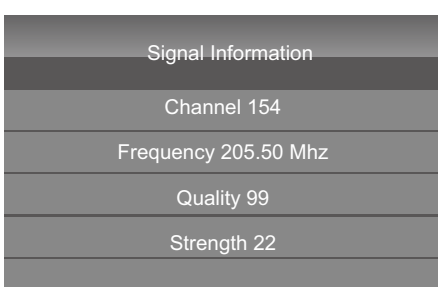 Signal Information
Channel 154
Frequency 205.50 Mhz
Quality 99
Strength 22